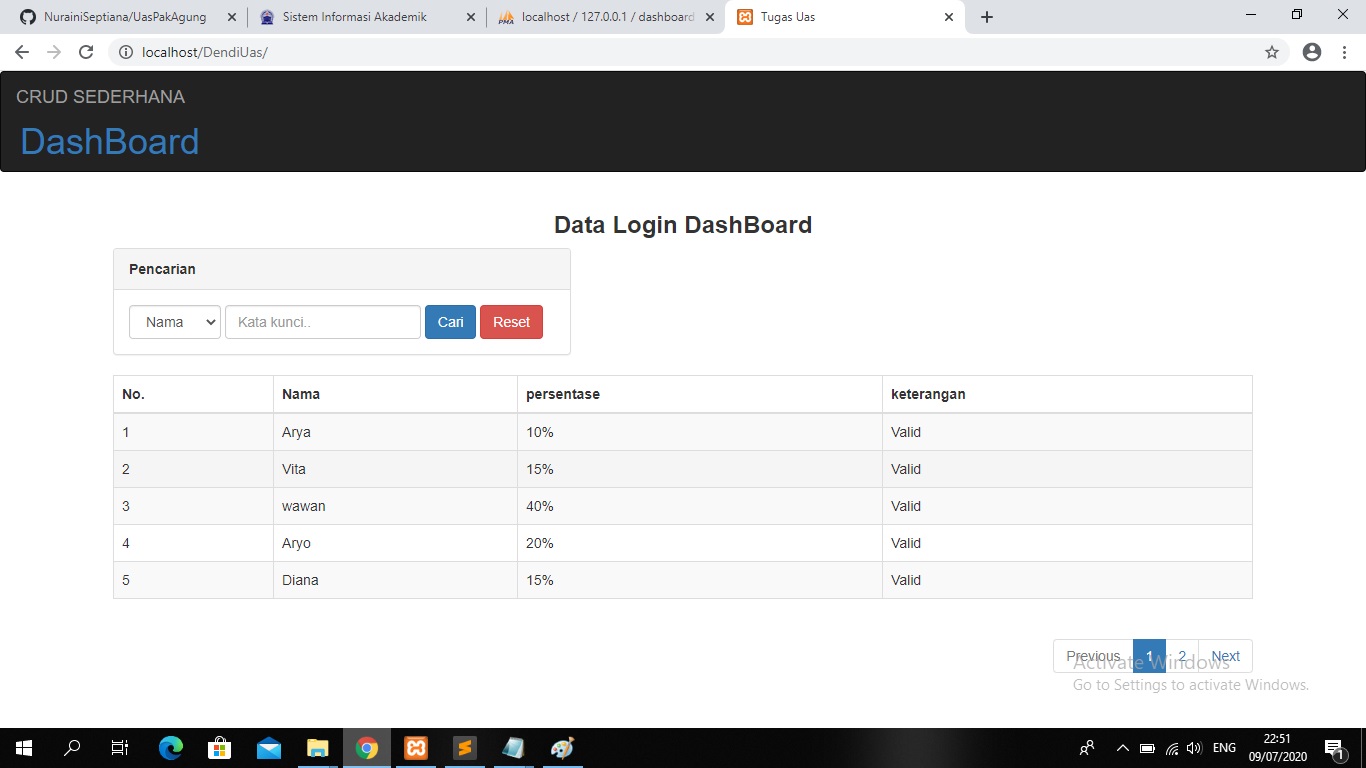 NurainiSeptiana/UasPakAgung
Sistem Informasi Akademik
PMA
localhost / 127.0.0.1 / dashboard
Tugas Uas
localhost/DendiUas/
CRUD SEDERHANA
DashBoard
Data Login DashBoard
Pencarian
Nama Kata kunci.. Cari Reset
No. Nama persentase keterangan
1 Arya 10% Valid
2 Vita 15% Valid
3 wawan 40% Valid
4 Aryo 20% Valid
5 Diana 15% Valid
Previous 1 2 Next
Activate Windows
Go to Settings to activate Windows.
ENG
22:51
09/07/2020
1